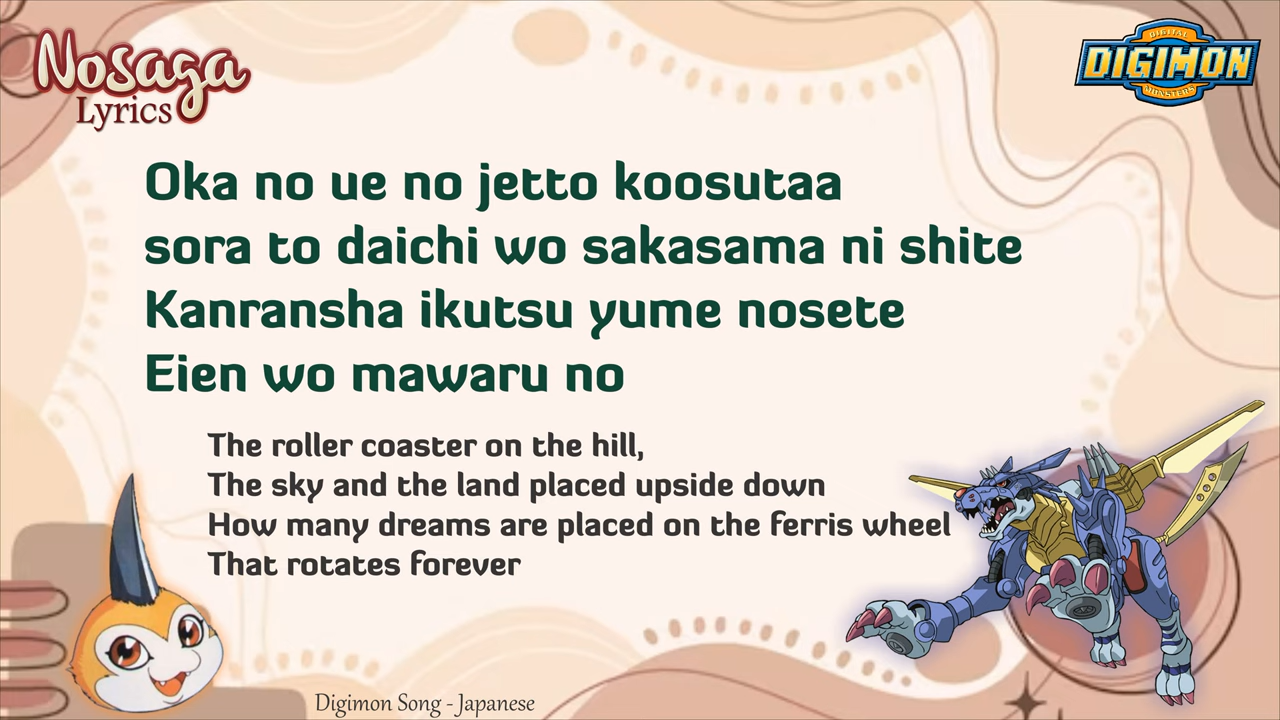 Nosaga
Lyrics
DIGITAL
DIGIMON
MONSTERS
Oka no ue no jetto koosutaa
sora to daichi wo sakasama ni shite
Kanransha ikutsu yume nosete
Eien wo mawaru no
The roller coaster on the hill,
The sky and the land placed upside down
How many dreams are placed on the ferris wheel
That rotates forever
Digimon Song - Japanese